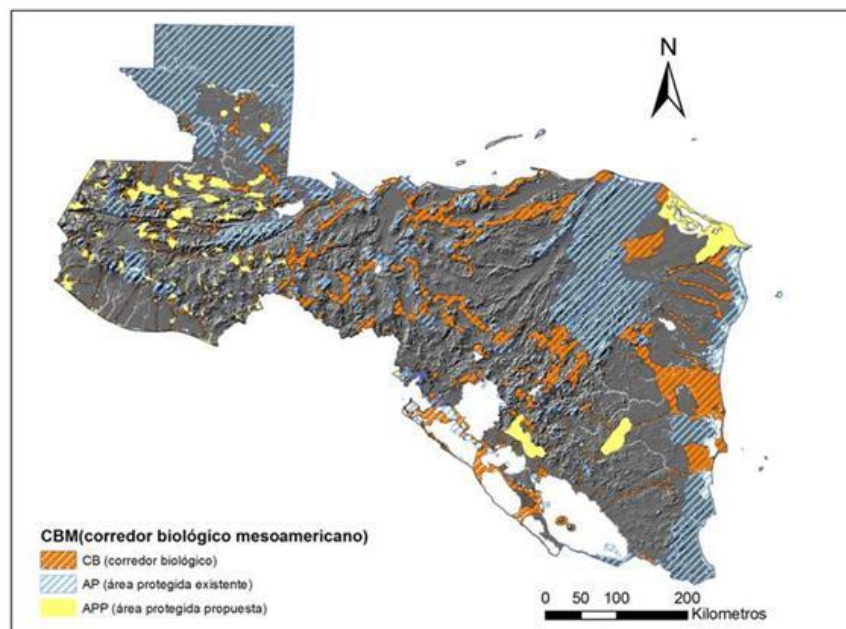 N
CBM(corredor biológico mesoamericano)
CB (corredor biológico)
AP (área protegida existente)
APP (área protegida propuesta)
0 50 100 200
Kilometros